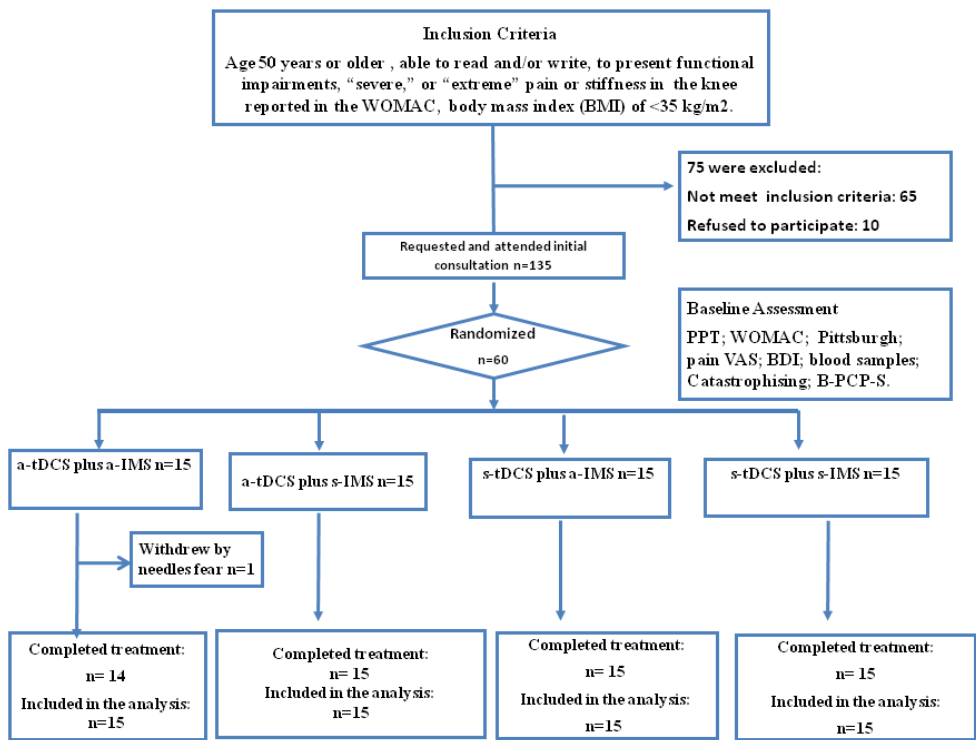 Inclusion Criteria
Age 50 years or older , able to read and/or write, to present functional
impairments, “severe,” or “extreme” pain or stiffness in the knee
reported in the WOMAC, body mass index (BMI) of <35 kg/m2.
75 were excluded:
Not meet inclusion criteria: 65
Refused to participate: 10
Requested and attended initial
consultation n=135
Randomized
n=60
Baseline Assessment
PPT; WOMAC; Pittsburgh;
pain VAS; BDI; blood samples;
Catastrophising; B-PCP-S.
a-tDCS plus a-IMS n=15
a-tDCS plus s-IMS n=15
s-tDCS plus a-IMS n=15
s-tDCS plus s-IMS n=15
Withdrew by
needles fear n=1
Completed treatment:
n= 14
Included in the analysis:
n=15
Completed treatment:
n= 15
Included in the analysis:
n=15
Completed treatment:
n= 15
Included in the analysis:
n=15
Completed treatment:
n= 15
Included in the analysis:
n=15